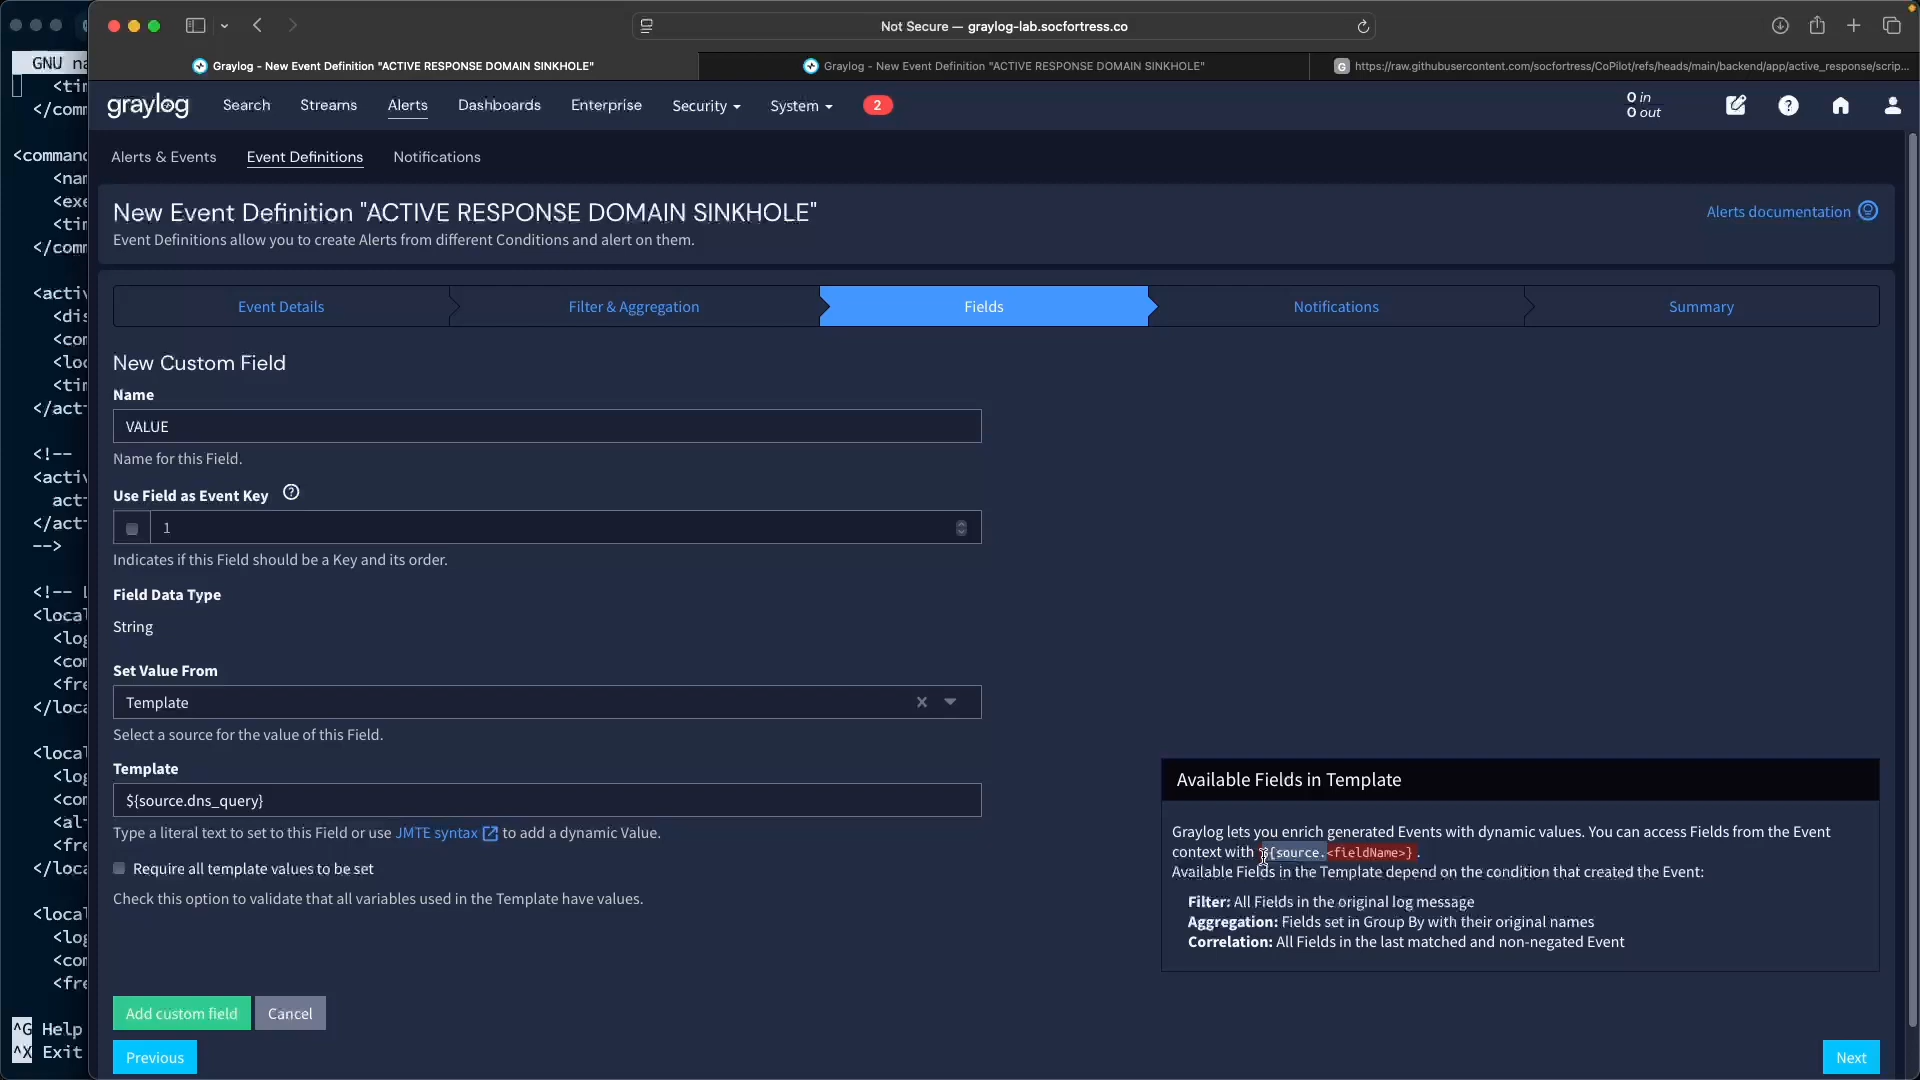 Not Secure — graylog-lab.socfortress.co
Graylog - New Event Definition "ACTIVE RESPONSE DOMAIN SINKHOLE"
Graylog - New Event Definition "ACTIVE RESPONSE DOMAIN SINKHOLE"
https://raw.githubusercontent.com/socfortress/CoPilot/refs/heads/main/backend/app/active_response/scrip...
graylog
Search
Streams
Alerts
Dashboards
Enterprise
Security
System
2
0 in
0 out
Alerts & Events
Event Definitions
Notifications
New Event Definition "ACTIVE RESPONSE DOMAIN SINKHOLE"
Event Definitions allow you to create Alerts from different Conditions and alert on them.
Alerts documentation
Event Details
Filter & Aggregation
Fields
Notifications
Summary
New Custom Field
Name
VALUE
Name for this Field.
Use Field as Event Key
1
Indicates if this Field should be a Key and its order.
Field Data Type
String
Set Value From
Template
Select a source for the value of this Field.
Template
${source.dns_query}
Type a literal text to set to this Field or use JMTE syntax to add a dynamic Value.
Require all template values to be set
Check this option to validate that all variables used in the Template have values.
Available Fields in Template
Graylog lets you enrich generated Events with dynamic values. You can access Fields from the Event
context with ${source.<fieldName>} .
Available Fields in the Template depend on the condition that created the Event:
Filter: All Fields in the original log message
Aggregation: Fields set in Group By with their original names
Correlation: All Fields in the last matched and non-negated Event
Add custom field
Cancel
Previous
Next
GNU na
<tim
</comm
<command
<nam
<exe
<tim
</comm
<activ
<dis
<com
<loc
<tim
</act
<!--
<activ
act
</act
-->
<!-- L
<local
<log
<com
<fre
</loca
<local
<log
<com
<al
<fre
</loca
<local
<log
<com
<fre
^G Help
^X Exit